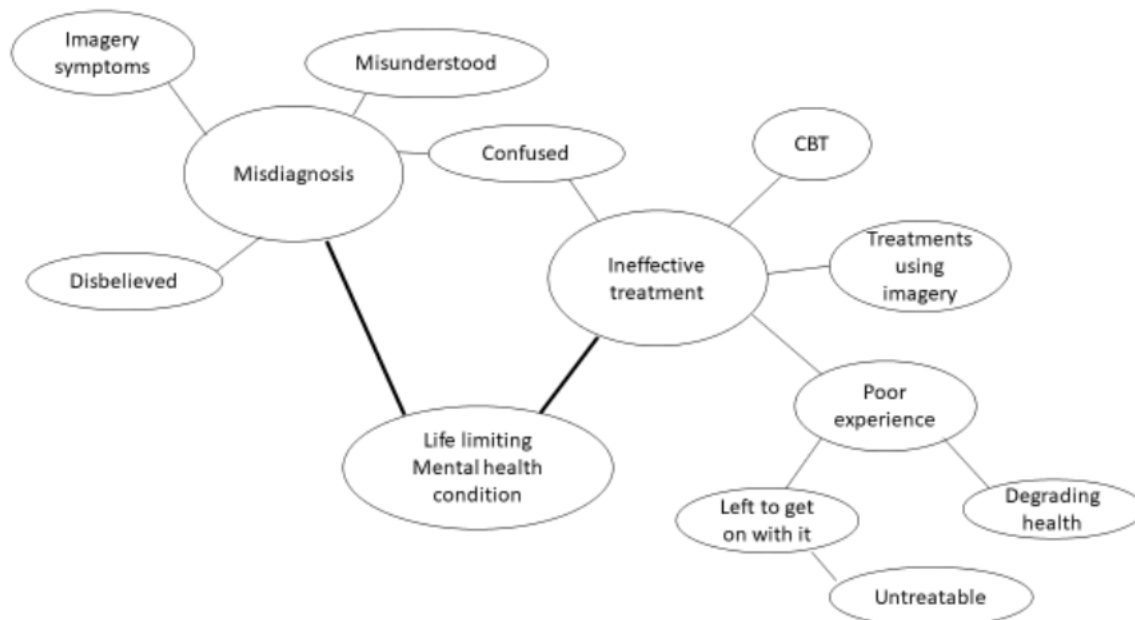 Imagery
symptoms
Misunderstood
Confused
CBT
Misdiagnosis
Treatments
using
imagery
Disbelieved
Ineffective
treatment
Poor
experience
Life limiting
Mental health
condition
Left to get
on with it
Degrading
health
Untreatable